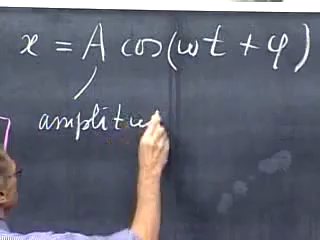 x = A cos(ωt + φ)
amplitu